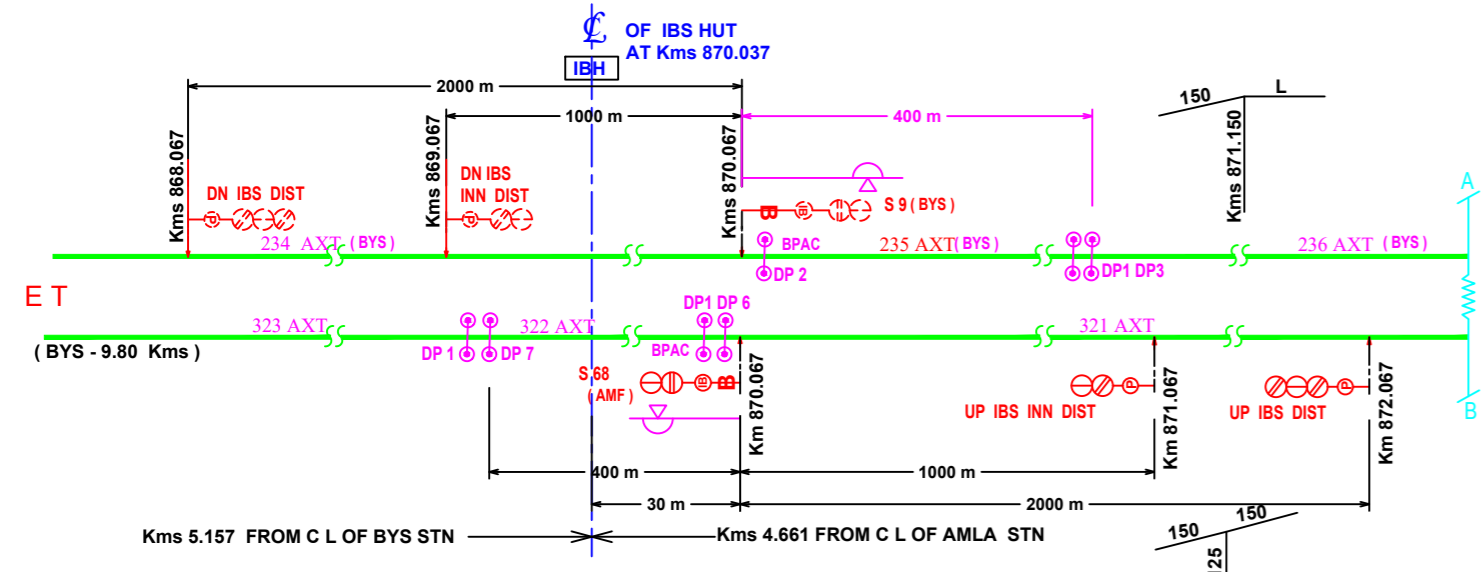 ℄ OF IBS HUT
AT Kms 870.037
IBH
2000 m
1000 m
400 m
150
L
Kms 868.067
Kms 869.067
Kms 870.067
Kms 871.150
DN IBS DIST
P
DN IBS
INN DIST
P
B
IB
S 9 ( BYS )
A
234 AXT ( BYS )
BPAC
235 AXT (BYS)
236 AXT ( BYS )
DP 2
DP1 DP3
E T
DP1 DP 6
323 AXT
322 AXT
321 AXT
( BYS - 9.80 Kms )
DP 1
DP 7
BPAC
S 68
( AMF )
IB
B
P
P
UP IBS INN DIST
UP IBS DIST
B
Km 870.067
Km 871.067
Km 872.067
400 m
1000 m
30 m
2000 m
Kms 5.157 FROM C L OF BYS STN
Kms 4.661 FROM C L OF AMLA STN
150
150
125